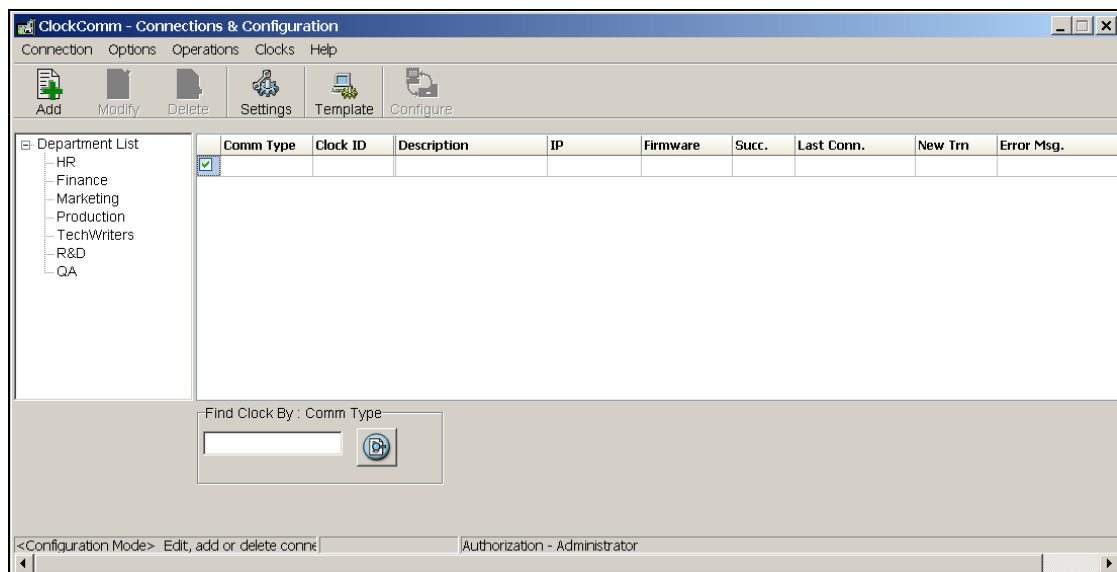 ClockComm - Connections & Configuration
Connection Options Operations Clocks Help
Add Modify Delete Settings Template Configure
Department List
HR
Finance
Marketing
Production
TechWriters
R&D
QA
Comm Type Clock ID Description IP Firmware Succ. Last Conn. New Trn Error Msg.
Find Clock By : Comm Type
<Configuration Mode> Edit, add or delete conne
Authorization - Administrator